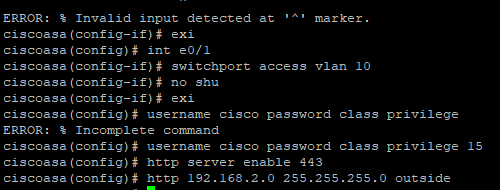 ERROR: % Invalid input detected at '^' marker.
ciscoasa(config-if)# exi
ciscoasa(config)# int e0/1
ciscoasa(config-if)# switchport access vlan 10
ciscoasa(config-if)# no shu
ciscoasa(config-if)# exi
ciscoasa(config)# username cisco password class privilege
ERROR: % Incomplete command
ciscoasa(config)# username cisco password class privilege 15
ciscoasa(config)# http server enable 443
ciscoasa(config)# http 192.168.2.0 255.255.255.0 outside